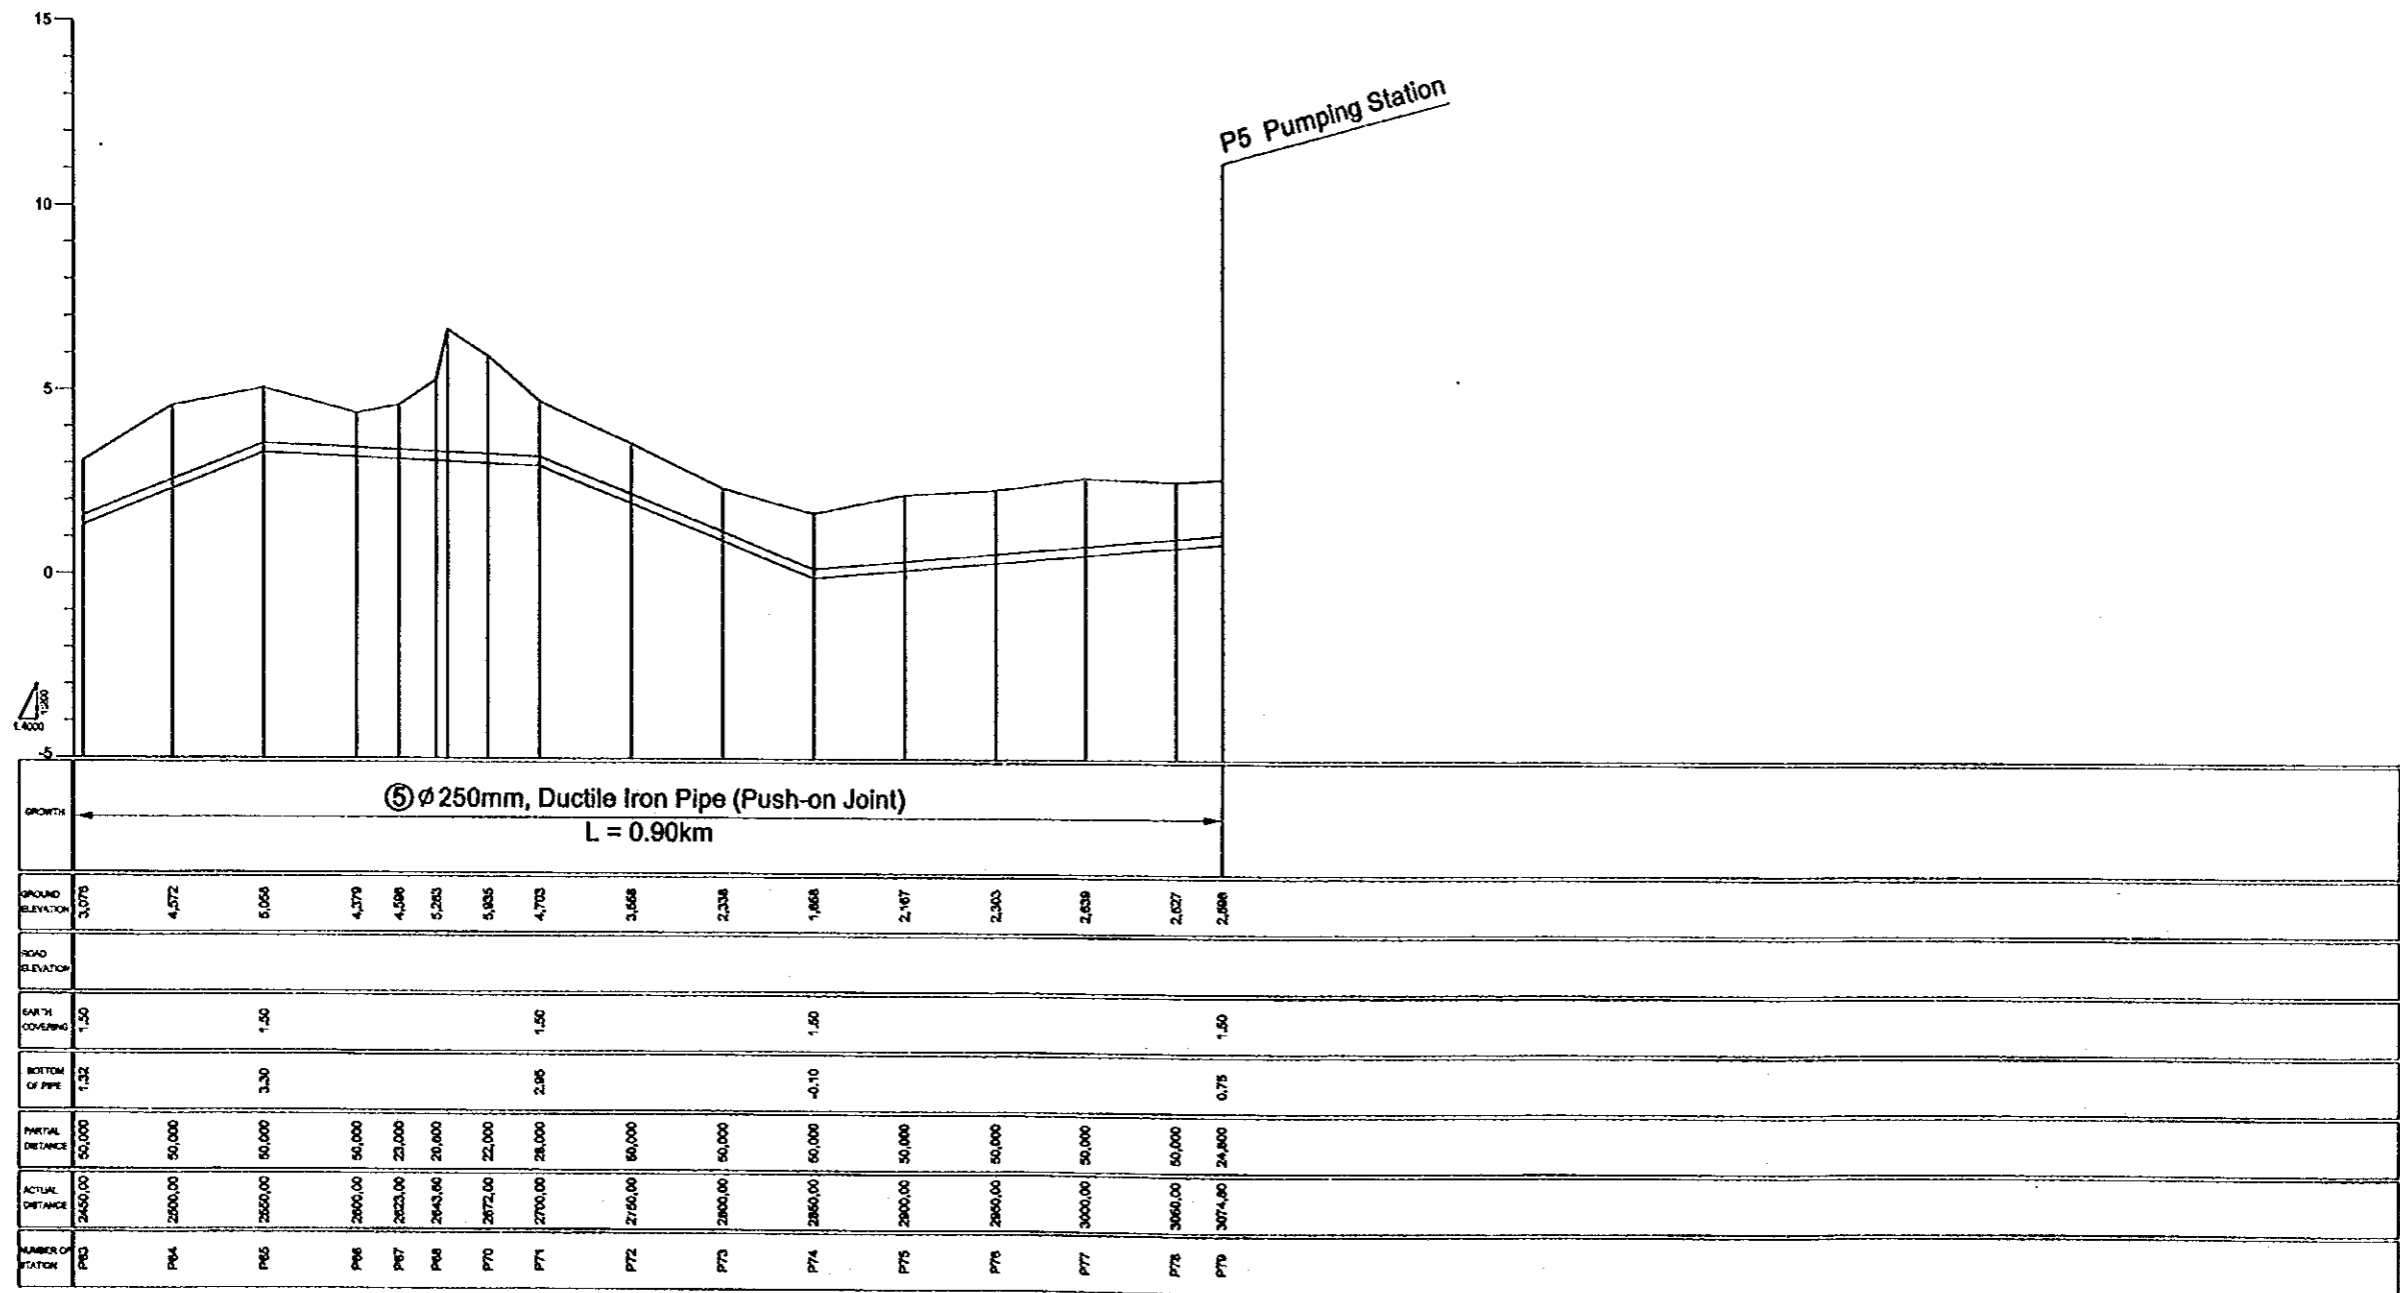 15
10
5
0
-5
1:200
1:4000
P5 Pumping Station
GROWTH
⑤ Ø 250mm, Ductile Iron Pipe (Push-on Joint)
L = 0.90km
GROUND ELEVATION 3,076 4,572 5,056 4,379 4,596 5,283 5,935 4,703 3,568 2,338 1,668 2,167 2,303 2,639 2,527 2,598
ROAD ELEVATION
EARTH COVERING 1.50 1.50 1.50 1.50 1.50
BOTTOM OF PIPE 1.32 3.30 2.95 -0.10 0.75
PARTIAL DISTANCE 50,000 50,000 50,000 50,000 23,000 20,600 22,000 28,000 50,000 50,000 50,000 50,000 50,000 50,000 50,000 24,800
ACTUAL DISTANCE 2450,00 2500,00 2550,00 2600,00 2623,00 2643,60 2672,00 2700,00 2750,00 2800,00 2850,00 2900,00 2950,00 3000,00 3050,00 3074,80
NUMBER OF STATION P63 P64 P65 P66 P67 P68 P70 P71 P72 P73 P74 P75 P76 P77 P78 P79